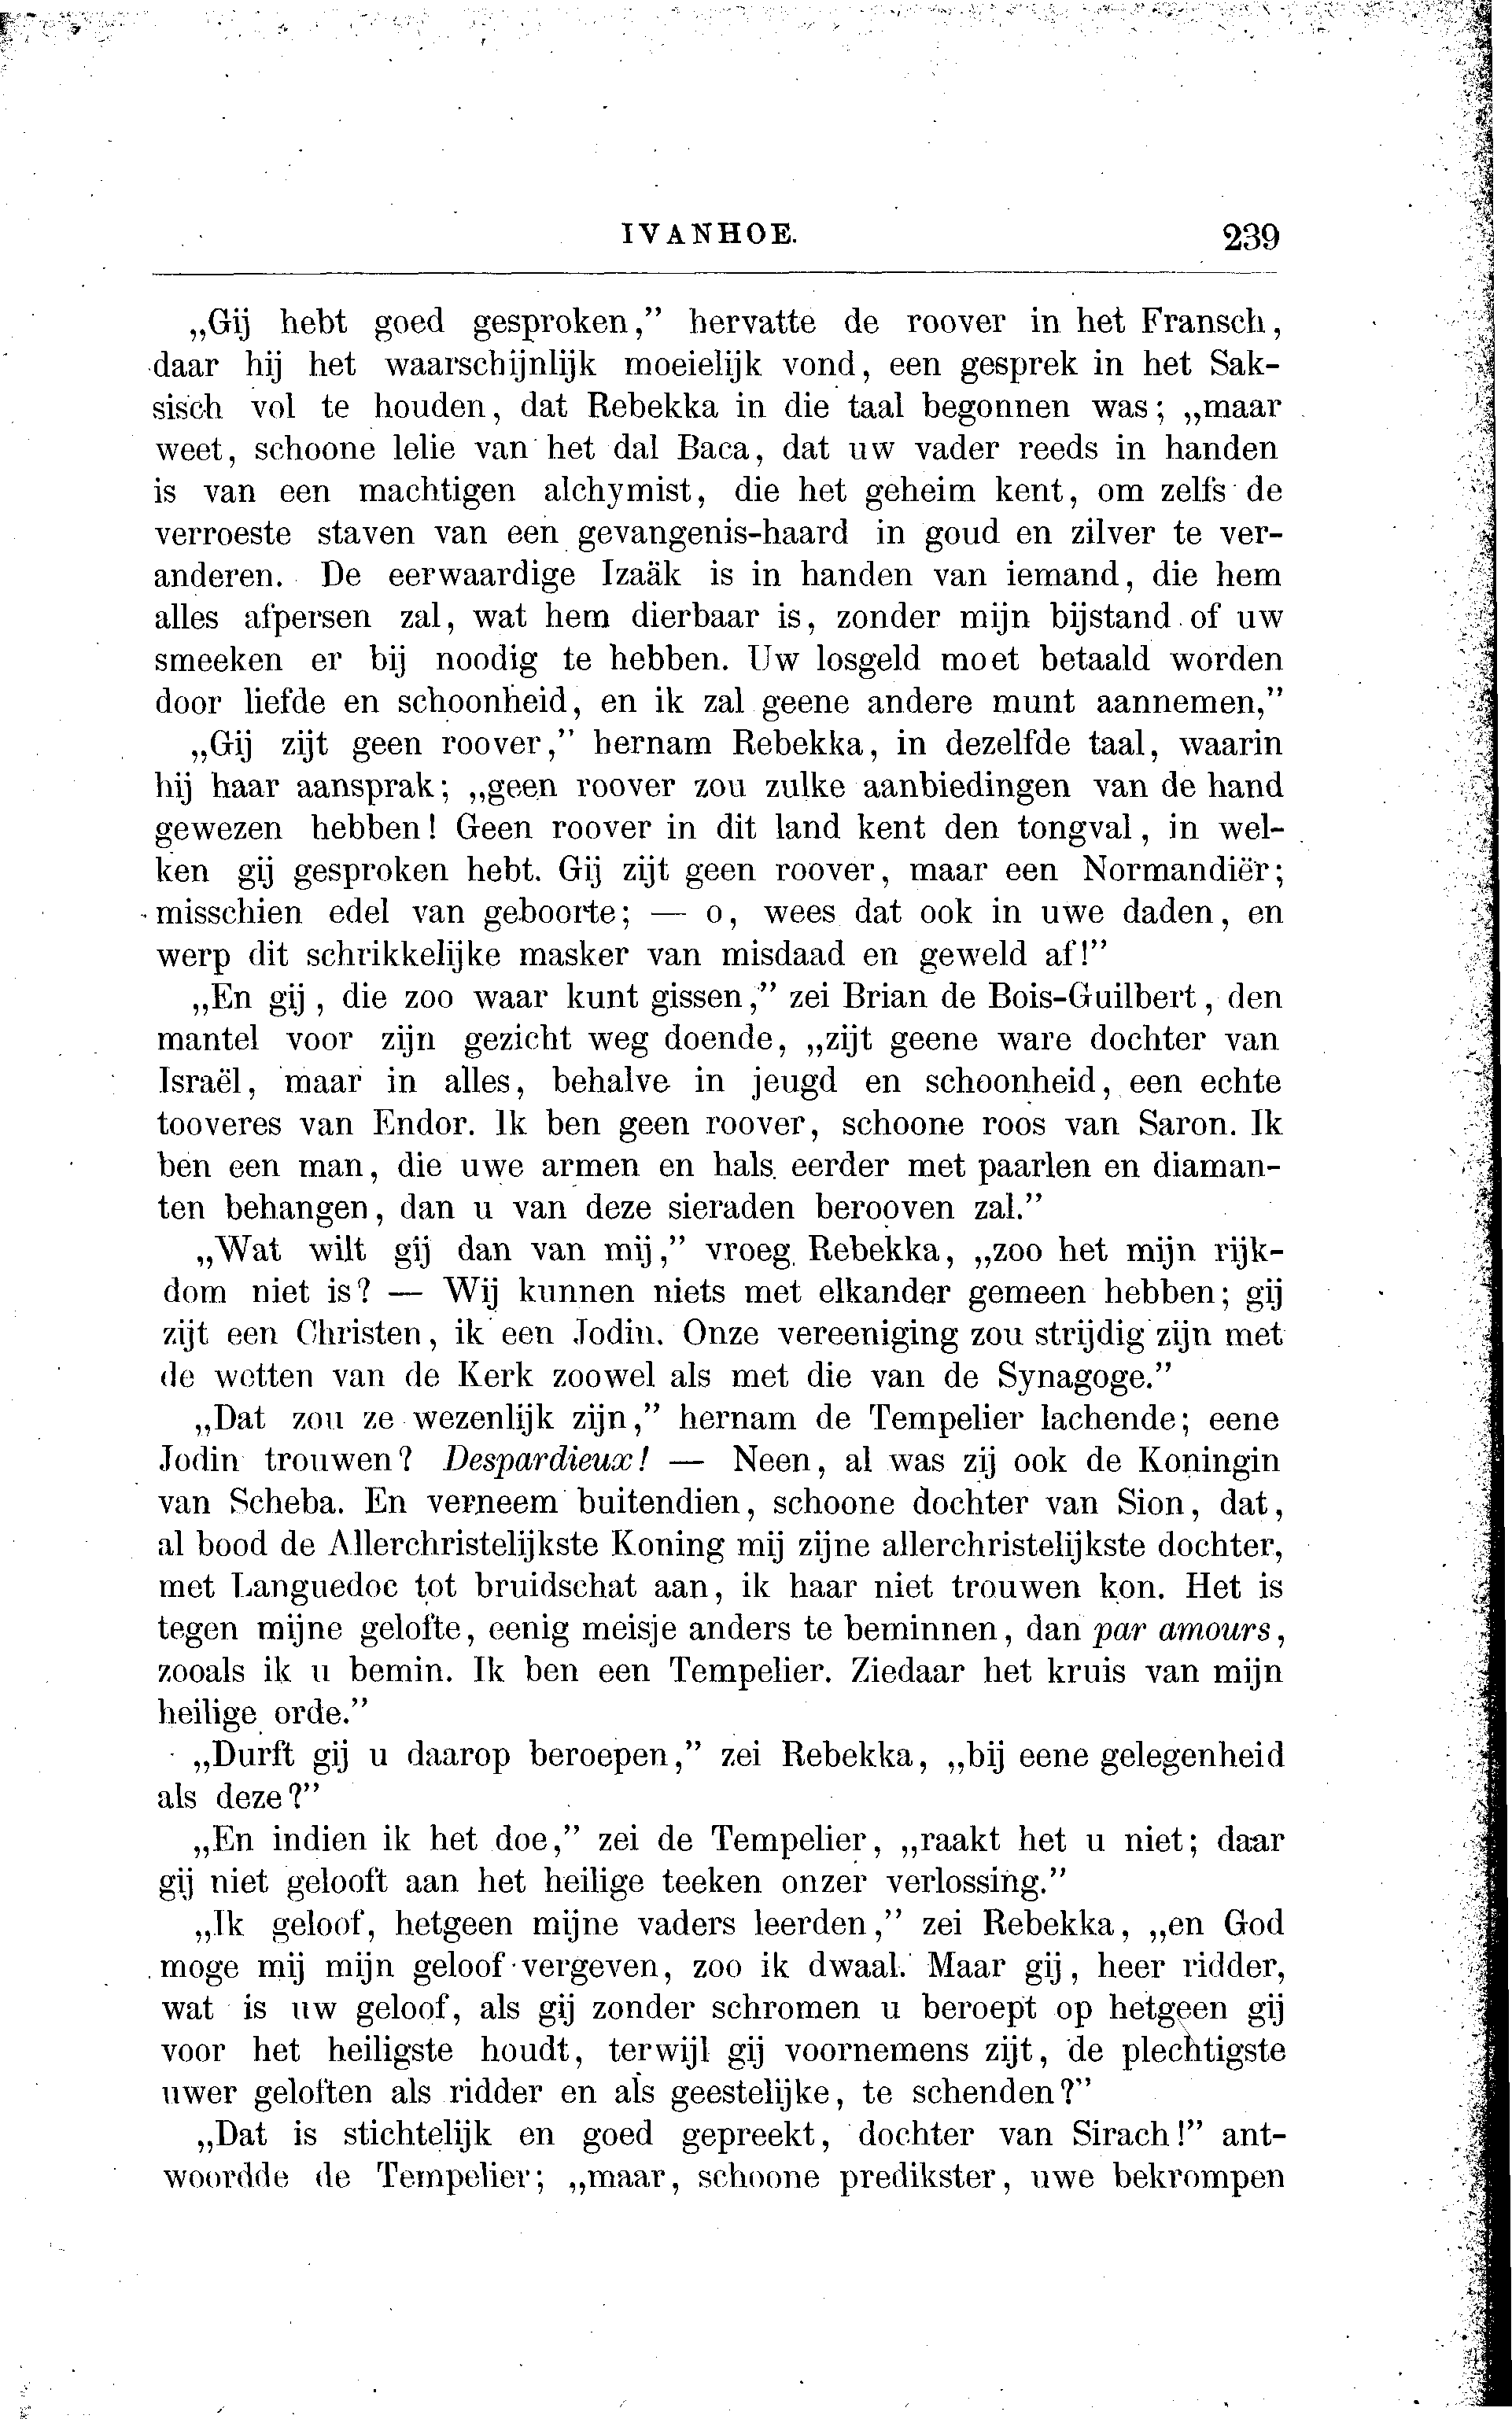 IVANHOE. 239
„Gij hebt goed gesproken,” hervatte de roover in het Fransch,
daar hij het waarschijnlijk moeielijk vond, een gesprek in het Sak-
sisch vol te houden, dat Rebekka in die taal begonnen was; „maar
weet, schoone lelie van het dal Baca, dat uw vader reeds in handen
is van een machtigen alchymist, die het geheim kent, om zelfs de
verroeste staven van een gevangenis-haard in goud en zilver te ver-
anderen. De eerwaardige Izaäk is in handen van iemand, die hem
alles afpersen zal, wat hem dierbaar is, zonder mijn bijstand of uw
smeeken er bij noodig te hebben. Uw losgeld moet betaald worden
door liefde en schoonheid, en ik zal geene andere munt aannemen,”
„Gij zijt geen roover,” hernam Rebekka, in dezelfde taal, waarin
hij haar aansprak; „geen roover zou zulke aanbiedingen van de hand
gewezen hebben! Geen roover in dit land kent den tongval, in wel-
ken gij gesproken hebt. Gij zijt geen roover, maar een Normandiër;
misschien edel van geboorte; — o, wees dat ook in uwe daden, en
werp dit schrikkelijke masker van misdaad en geweld af!”
„En gij, die zoo waar kunt gissen,” zei Brian de Bois-Guilbert, den
mantel voor zijn gezicht weg doende, „zijt geene ware dochter van
Israël, maar in alles, behalve in jeugd en schoonheid, een echte
tooveres van Endor. Ik ben geen roover, schoone roos van Saron. Ik
ben een man, die uwe armen en hals eerder met paarlen en diaman-
ten behangen, dan u van deze sieraden berooven zal.”
„Wat wilt gij dan van mij,” vroeg Rebekka, „zoo het mijn rijk-
dom niet is? — Wij kunnen niets met elkander gemeen hebben; gij
zijt een Christen, ik een Jodin. Onze vereeniging zou strijdig zijn met
de wetten van de Kerk zoowel als met die van de Synagoge.”
„Dat zou ze wezenlijk zijn,” hernam de Tempelier lachende; eene
Jodin trouwen? Despardieux! — Neen, al was zij ook de Koningin
van Scheba. En verneem buitendien, schoone dochter van Sion, dat,
al bood de Allerchristelijkste Koning mij zijne allerchristelijkste dochter,
met Languedoc tot bruidschat aan, ik haar niet trouwen kon. Het is
tegen mijne gelofte, eenig meisje anders te beminnen, dan par amours,
zooals ik u bemin. Ik ben een Tempelier. Ziedaar het kruis van mijn
heilige orde.”
„Durft gij u daarop beroepen,” zei Rebekka, „bij eene gelegenheid
als deze?”
„En indien ik het doe,” zei de Tempelier, „raakt het u niet; daar
gij niet gelooft aan het heilige teeken onzer verlossing.”
„Ik geloof, hetgeen mijne vaders leerden,” zei Rebekka, „en God
moge mij mijn geloof vergeven, zoo ik dwaal. Maar gij, heer ridder,
wat is uw geloof, als gij zonder schromen u beroept op hetgeen gij
voor het heiligste houdt, terwijl gij voornemens zijt, de plechtigste
uwer geloften als ridder en als geestelijke, te schenden?”
„Dat is stichtelijk en goed gepreekt, dochter van Sirach!” ant-
woordde de Tempelier; „maar, schoone predikster, uwe bekrompen